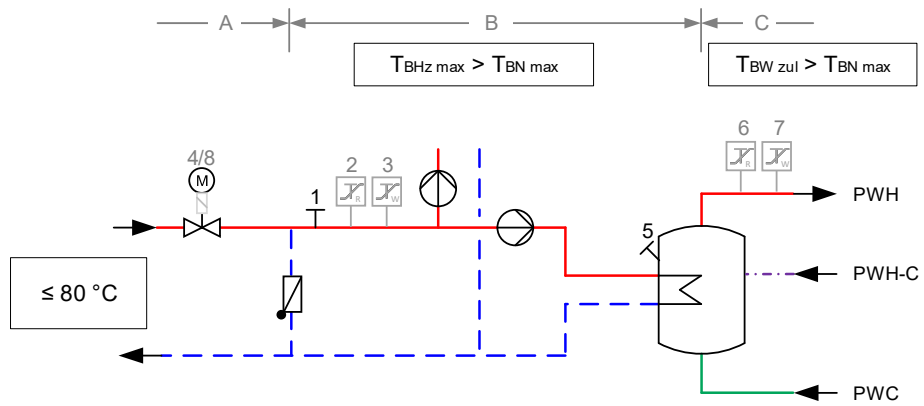 A B C
TBHz max > TBN max
TBW zul > TBN max
6 7
R W
4/8 2 3
M R W
1
PWH
5
PWH-C
≤ 80 °C
PWC